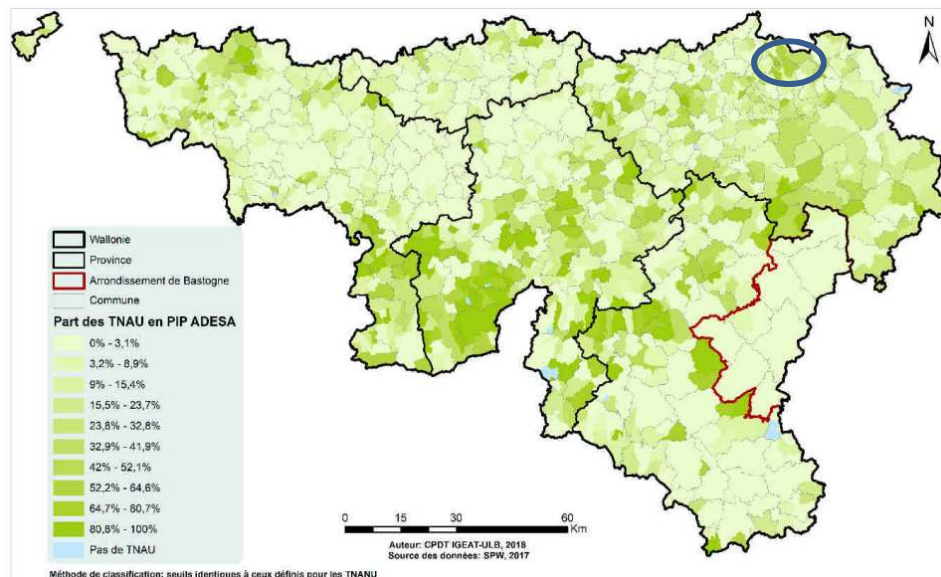 N
Wallonie
Province
Arrondissement de Bastogne
Commune
Part des TNAU en PIP ADESA
0% - 3,1%
3,2% - 8,9%
9% - 15,4%
15,5% - 23,7%
23,8% - 32,8%
32,9% - 41,9%
42% - 52,1%
52,2% - 64,6%
64,7% - 80,7%
80,8% - 100%
Pas de TNAU
0 15 30 60
Km
Auteur: CPDT IGEAT-ULB, 2018
Source des données: SPW, 2017
Méthode de classification: seuils identiques à ceux définis pour les TNANU